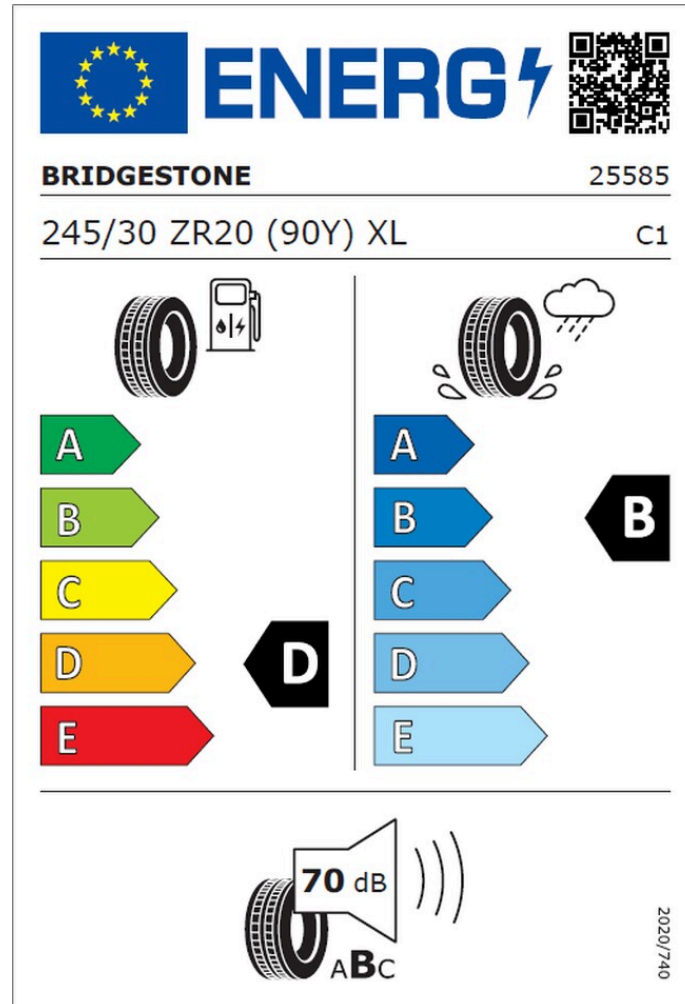 ENERG
BRIDGESTONE 25585
245/30 ZR20 (90Y) XL C1
A A
B B B
C C
D D D
E E
70 dB
ABC
2020/740